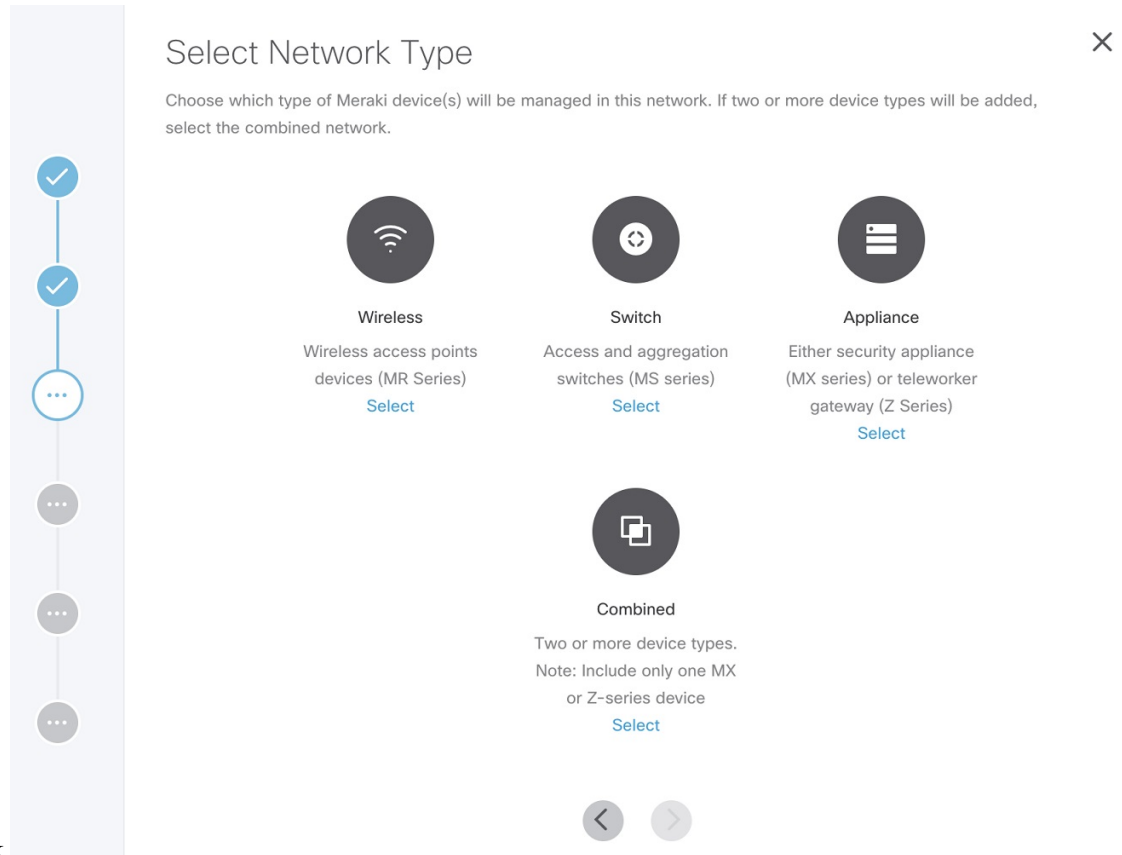 Select Network Type
Choose which type of Meraki device(s) will be managed in this network. If two or more device types will be added,
select the combined network.
Wireless
Wireless access points
devices (MR Series)
Select
Switch
Access and aggregation
switches (MS series)
Select
Appliance
Either security appliance
(MX series) or teleworker
gateway (Z Series)
Select
Combined
Two or more device types.
Note: Include only one MX
or Z-series device
Select